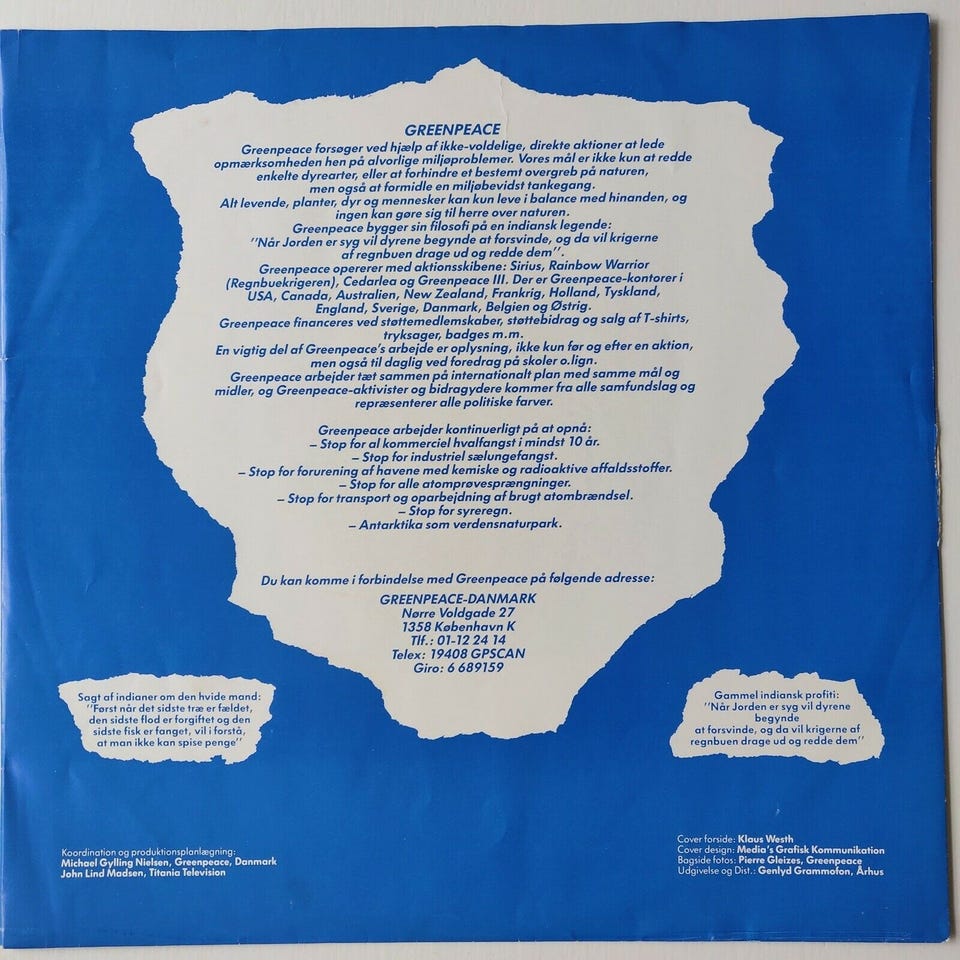 GREENPEACE
Greenpeace forsøger ved hjælp af ikke-voldelige, direkte aktioner at lede
opmærksomheden hen på alvorlige miljøproblemer. Vores mål er ikke kun at redde
enkelte dyrearter, eller at forhindre et bestemt overgreb på naturen,
men også at formidle en miljøbevidst tankegang.
Alt levende, planter, dyr og mennesker kan kun leve i balance med hinanden, og
ingen kan gøre sig til herre over naturen.
Greenpeace bygger sin filosofi på en indiansk legende:
''Når Jorden er syg vil dyrene begynde at forsvinde, og da vil krigerne
af regnbuen drage ud og redde dem''.
Greenpeace opererer med aktionsskibene: Sirius, Rainbow Warrior
(Regnbuekrigeren), Cedarlea og Greenpeace III. Der er Greenpeace-kontorer i
USA, Canada, Australien, New Zealand, Frankrig, Holland, Tyskland,
England, Sverige, Danmark, Belgien og Østrig.
Greenpeace financeres ved støttemedlemskaber, støttebidrag og salg af T-shirts,
tryksager, badges m.m.
En vigtig del af Greenpeace's arbejde er oplysning, ikke kun før og efter en aktion,
men også til daglig ved foredrag på skoler o.lign.
Greenpeace arbejder tæt sammen på internationalt plan med samme mål og
midler, og Greenpeace-aktivister og bidragydere kommer fra alle samfundslag og
repræsenterer alle politiske farver.
Greenpeace arbejder kontinuerligt på at opnå:
– Stop for al kommerciel hvalfangst i mindst 10 år.
– Stop for industriel sælungefangst.
– Stop for forurening af havene med kemiske og radioaktive affaldsstoffer.
– Stop for alle atomprøvesprængninger.
– Stop for transport og oparbejdning af brugt atombrændsel.
– Stop for syreregn.
– Antarktika som verdensnaturpark.
Du kan komme i forbindelse med Greenpeace på følgende adresse:
GREENPEACE-DANMARK
Nørre Voldgade 27
1358 København K
Tlf.: 01-12 24 14
Telex: 19408 GPSCAN
Giro: 6 689159
Sagt af indianer om den hvide mand:
''Først når det sidste træ er fældet,
den sidste flod er forgiftet og den
sidste fisk er fanget, vil i forstå,
at man ikke kan spise penge''
Gammel indiansk profiti:
''Når Jorden er syg vil dyrene
begynde
at forsvinde, og da vil krigerne af
regnbuen drage ud og redde dem''
Koordination og produktionsplanlægning:
Michael Gylling Nielsen, Greenpeace, Danmark
John Lind Madsen, Titania Television
Cover forside: Klaus Westh
Cover design: Media's Grafisk Kommunikation
Bagside fotos: Pierre Gleizes, Greenpeace
Udgivelse og Dist.: Genlyd Grammofon, Århus